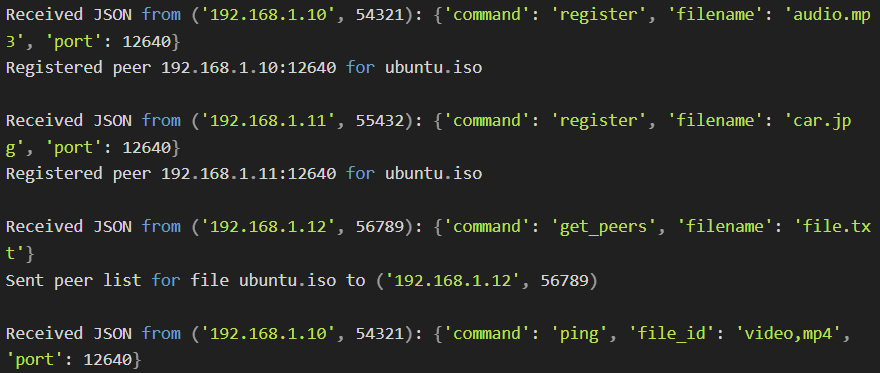 Received JSON from ('192.168.1.10', 54321): {'command': 'register', 'filename': 'audio.mp
3', 'port': 12640}
Registered peer 192.168.1.10:12640 for ubuntu.iso
Received JSON from ('192.168.1.11', 55432): {'command': 'register', 'filename': 'car.jp
g', 'port': 12640}
Registered peer 192.168.1.11:12640 for ubuntu.iso
Received JSON from ('192.168.1.12', 56789): {'command': 'get_peers', 'filename': 'file.tx
t'}
Sent peer list for file ubuntu.iso to ('192.168.1.12', 56789)
Received JSON from ('192.168.1.10', 54321): {'command': 'ping', 'file_id': 'video,mp4',
'port': 12640}